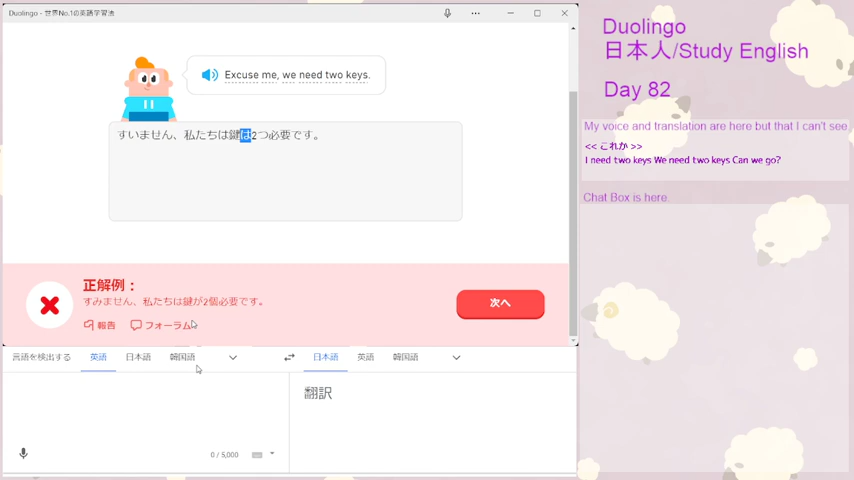 Duolingo - 世界No.1の英語学習法
Excuse me, we need two keys.
すいません、私たちは鍵は2つ必要です。
正解例：
すみません、私たちは鍵が2個必要です。
報告
フォーラム
次へ
言語を検出する
英語
日本語
韓国語
日本語
英語
韓国語
翻訳
0 / 5,000
Duolingo
日本人/Study English
Day 82
My voice and translation are here but that I can't see
<< これか >>
I need two keys We need two keys Can we go?
Chat Box is here.